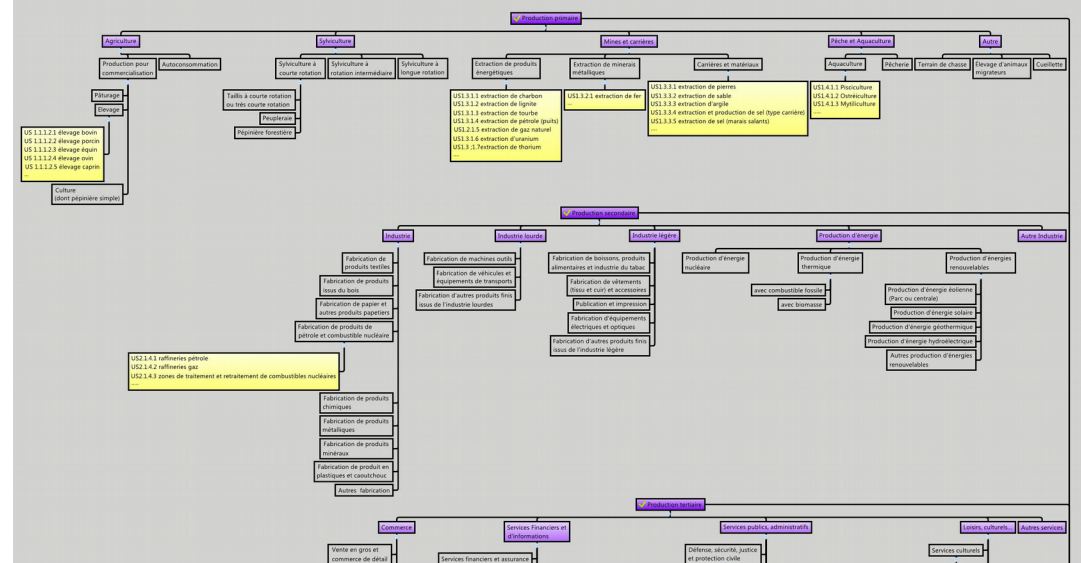 Production primaire
Agriculture
Sylviculture
Mines et carrières
Pêche et Aquaculture
Autre
Production pour
commercialisation
Autoconsommation
Sylviculture à
courte rotation
Sylviculture à
rotation intermédiaire
Sylviculture à
longue rotation
Extraction de produits
énergétiques
Extraction de minerais
métalliques
Carrières et matériaux
Aquaculture
Pêcherie
Terrain de chasse
Élevage d'animaux
migrateurs
Cueillette
Pâturage
Elevage
US 1.1.1.2.1 élevage bovin
US 1.1.1.2.2 élevage porcin
US 1.1.1.2.3 élevage équin
US 1.1.1.2.4 élevage ovin
US 1.1.1.2.5 élevage caprin
...
Culture
(dont pépinière simple)
Taillis à courte rotation
ou très courte rotation
Peupleraie
Pépinière forestière
US1.3.1.1 extraction de charbon
US1.3.1.2 extraction de lignite
US1.3.1.3 extraction de tourbe
US1.3.1.4 extraction de pétrole (puits)
US1.2.1.5 extraction de gaz naturel
US1.3.1.6 extraction d'uranium
US1.3 ;1.7extraction de thorium
....
US1.3.2.1 extraction de fer
...
US1.3.3.1 extraction de pierres
US1.3.3.2 extraction de sable
US1.3.3.3 extraction d'argile
US1.3.3.4 extraction et production de sel (type carrière)
US1.3.3.5 extraction de sel (marais salants)
....
US1.4.1.1 Pisciculture
US1.4.1.2 Ostréiculture
US1.4.1.3 Mytiliculture
....
Production secondaire
Industrie
Industrie lourde
Industrie légère
Production d'énergie
Autre Industrie
Fabrication de
produits textiles
Fabrication de produits
issus du bois
Fabrication de papier et
autres produits papetiers
Fabrication de produits de
pétrole et combustible nucléaire
US2.1.4.1 raffineries pétrole
US2.1.4.2 raffineries gaz
US2.1.4.3 zones de traitement et retraitement de combustibles nucléaires
....
Fabrication de produits
chimiques
Fabrication de produits
métalliques
Fabrication de produits
minéraux
Fabrication de produit en
plastiques et caoutchouc
Autres fabrication
Fabrication de machines outils
Fabrication de véhicules et
équipements de transports
Fabrication d'autres produits finis
issus de l'industrie lourdes
Fabrication de boissons, produits
alimentaires et industrie du tabac
Fabrication de vêtements
(tissu et cuir) et accessoires
Publication et impression
Fabrication d'équipements
électriques et optiques
Fabrication d'autres produits finis
issus de l'industrie légère
Production d'énergie
nucléaire
Production d'énergie
thermique
avec combustible fossile
avec biomasse
Production d'énergies
renouvelables
Production d'énergie éolienne
(Parc ou centrale)
Production d'énergie solaire
Production d'énergie géothermique
Production d'énergie hydroélectrique
Autres production d'énergies
renouvelables
Production tertiaire
Commerce
Services Financiers et
d'informations
Services publics, administratifs
Loisirs, culturels...
Autres services
Vente en gros et
commerce de détail
Services financiers et assurance
Défense, sécurité, justice
et protection civile
Services culturels